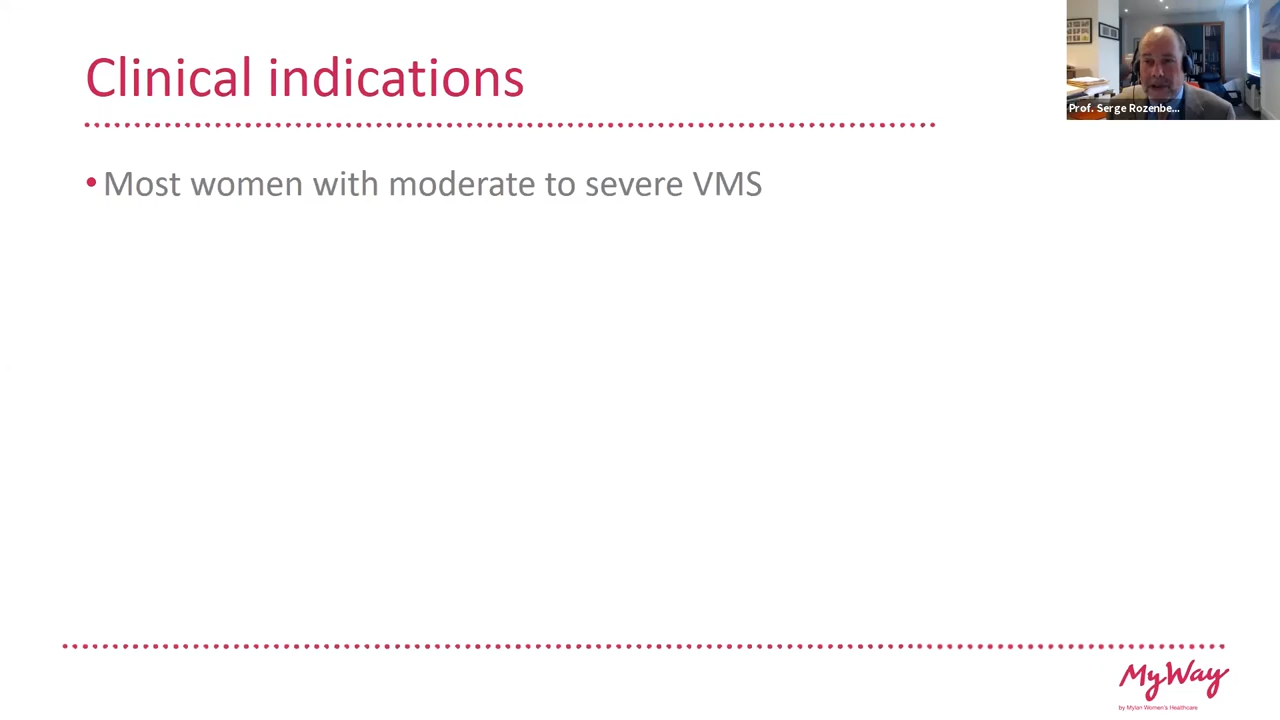 Clinical indications
Prof. Serge Rozenbe...
• Most women with moderate to severe VMS
MyWay
by Mylan Women's Healthcare